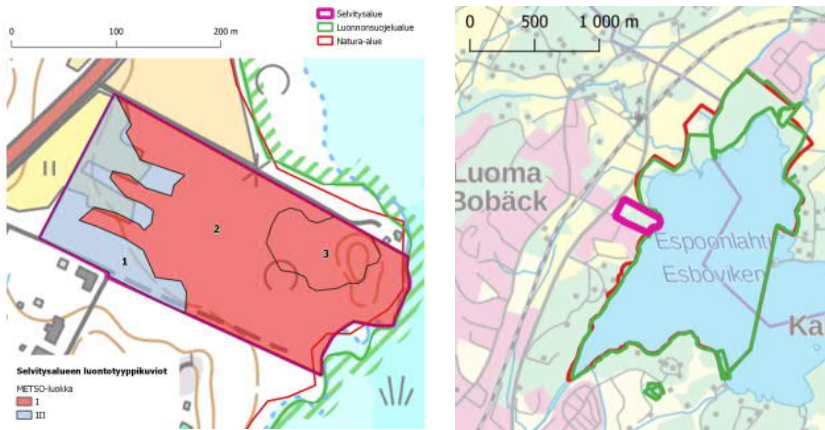 0 100 200 m
Selvitysalue
Luonnonsuojelualue
Natura-alue
1
2
3
Selvitysalueen luontotyyppikuviot
METSO-luokka
I
III
0 500 1 000 m
Luoma
Bobäck
Espoonlahti
Esboviken
Ka